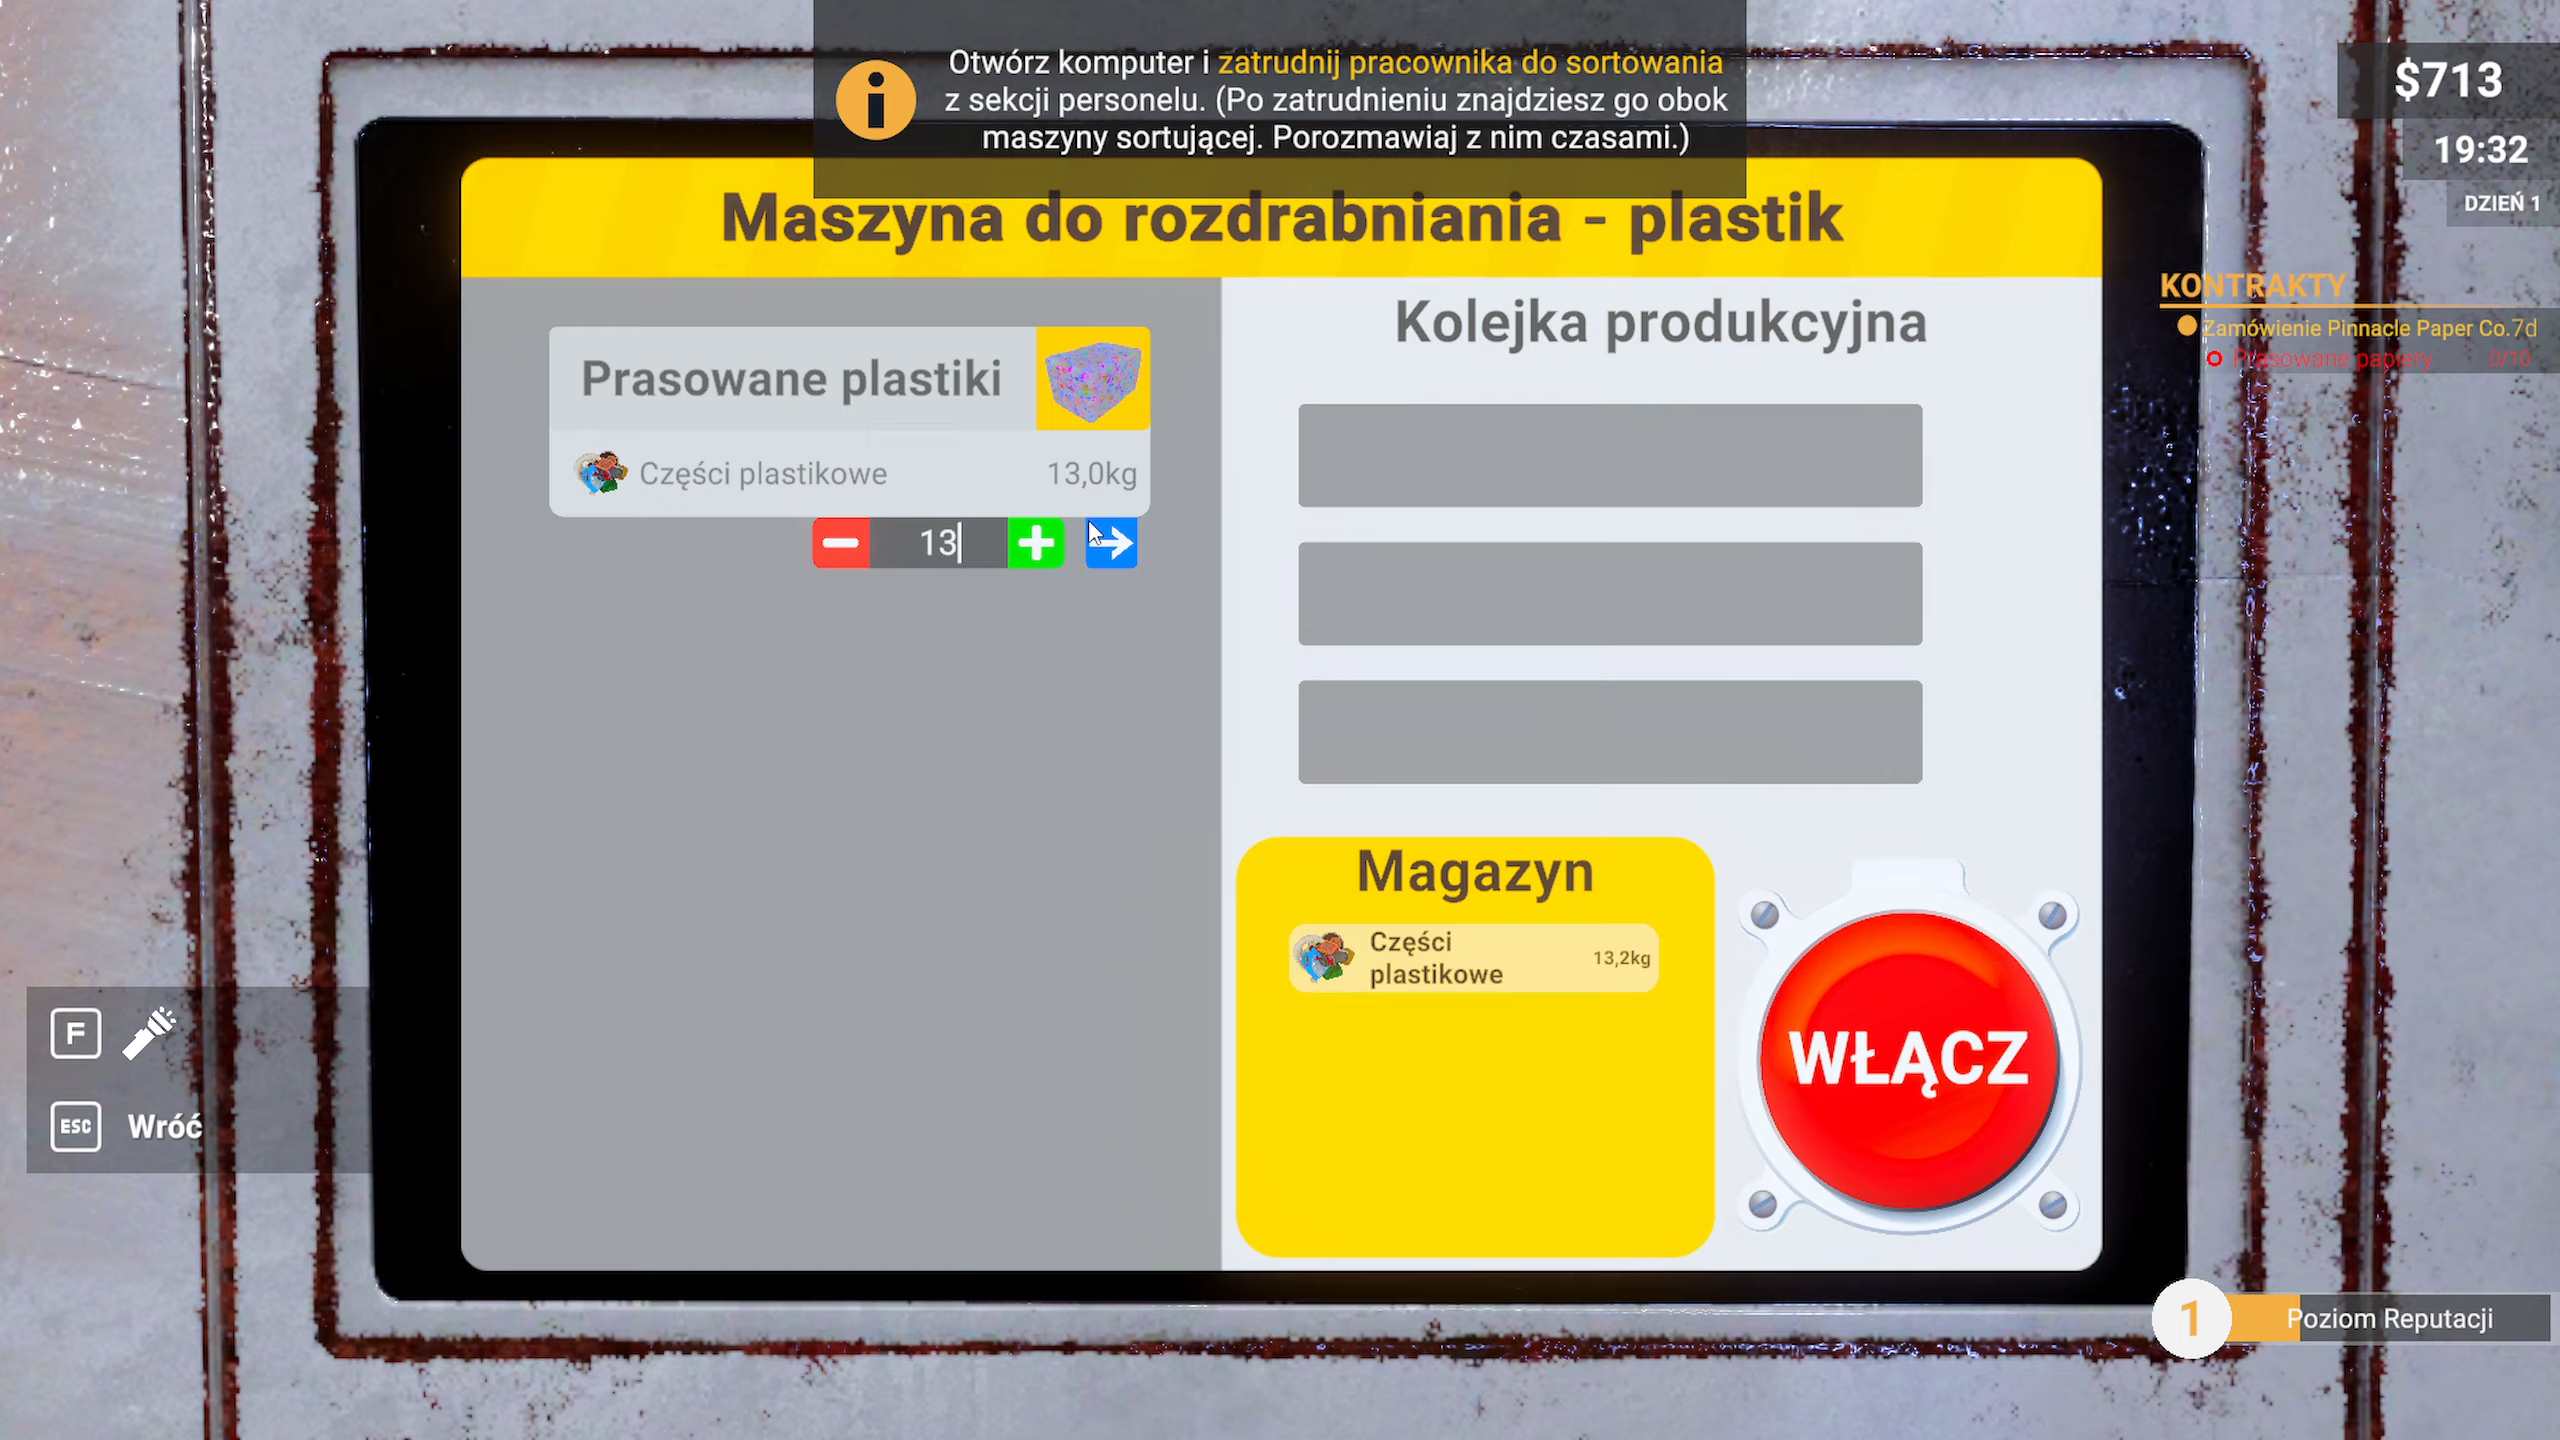 Otwórz komputer i zatrudnij pracownika do sortowania
z sekcji personelu. (Po zatrudnieniu znajdziesz go obok
maszyny sortującej. Porozmawiaj z nim czasami.)
$713
19:32
DZIEŃ 1
KONTRAKTY
Zamówienie Pinnacle Paper Co. 7d
Prasowane papiery 0/10
Maszyna do rozdrabniania - plastik
Prasowane plastiki
Części plastikowe 13,0kg
13
Kolejka produkcyjna
Magazyn
Części
plastikowe 13,2kg
WŁĄCZ
F
ESC Wróć
1 Poziom Reputacji